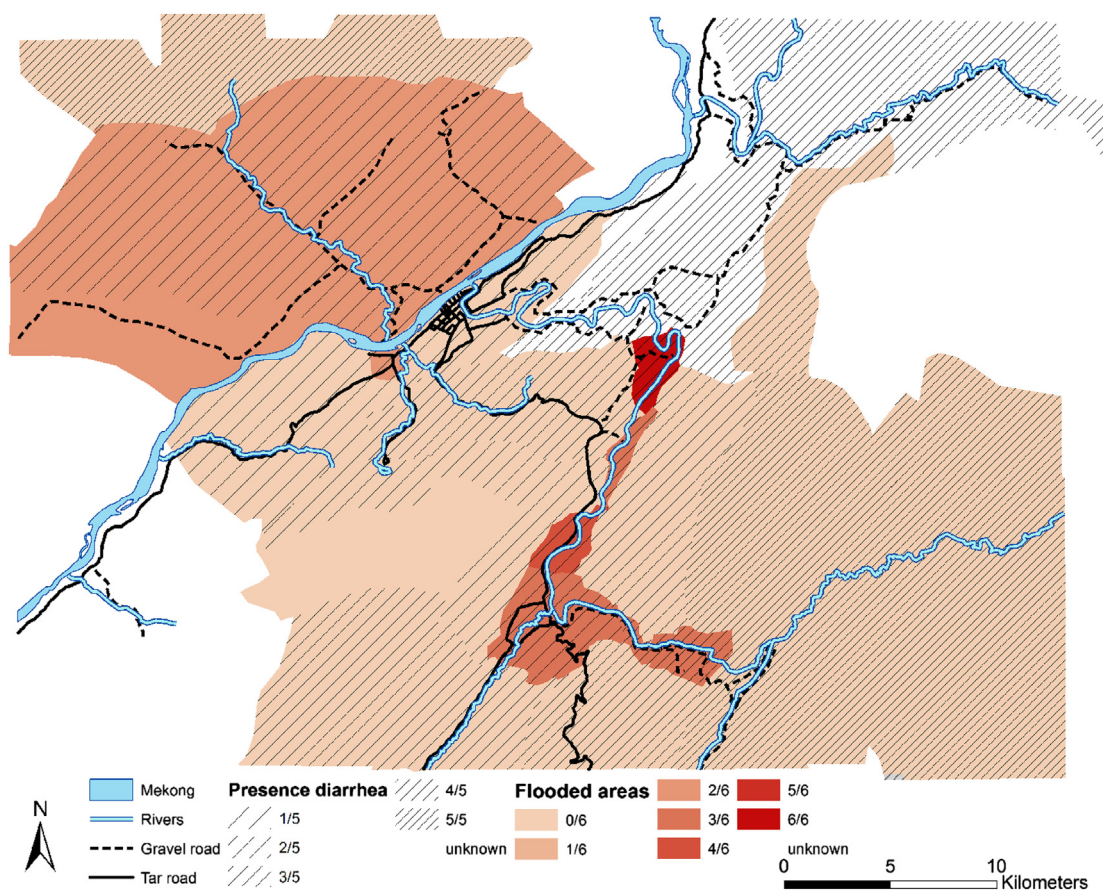 N
Mekong
Rivers
Gravel road
Tar road
Presence diarrhea
1/5
2/5
3/5
4/5
5/5
unknown
Flooded areas
0/6
1/6
2/6
3/6
4/6
5/6
6/6
unknown
0 5 10
Kilometers